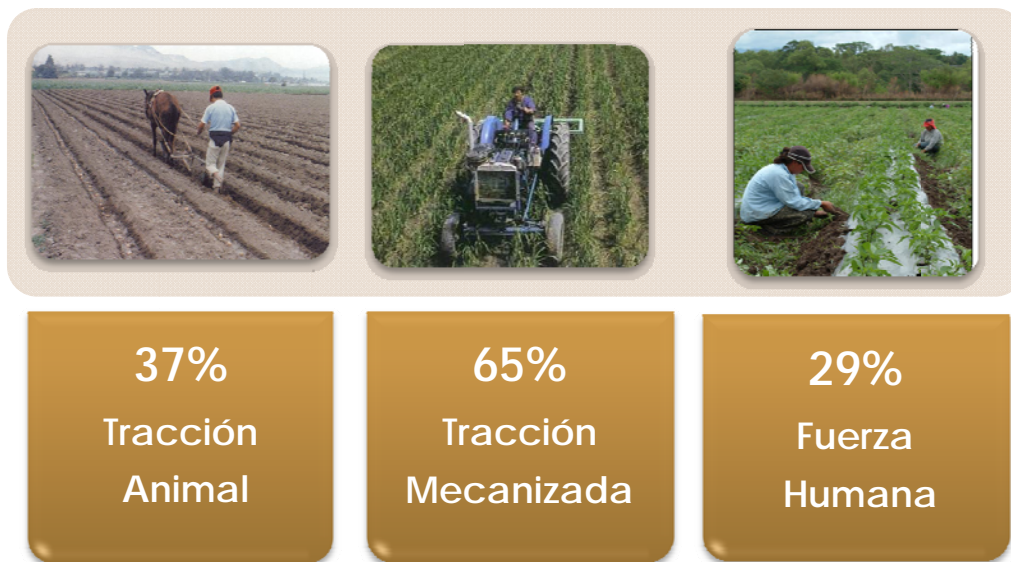 37%
Tracción
Animal
65%
Tracción
Mecanizada
29%
Fuerza
Humana